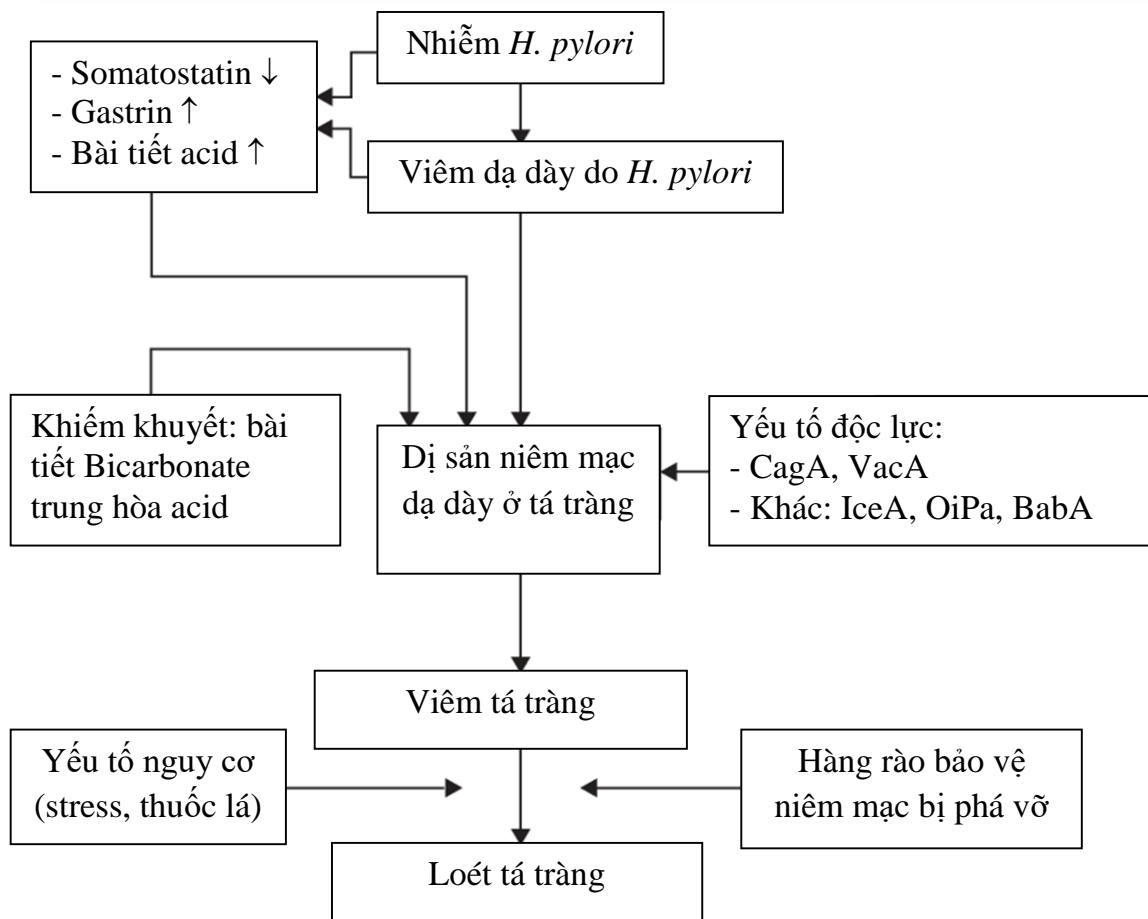 Nhiễm H. pylori
- Somatostatin ↓
- Gastrin ↑
- Bài tiết acid ↑
Viêm dạ dày do H. pylori
Khiếm khuyết: bài
tiết Bicarbonate
trung hòa acid
Dị sản niêm mạc
dạ dày ở tá tràng
Yếu tố độc lực:
- CagA, VacA
- Khác: IceA, OiPa, BabA
Viêm tá tràng
Yếu tố nguy cơ
(stress, thuốc lá)
Hàng rào bảo vệ
niêm mạc bị phá vỡ
Loét tá tràng